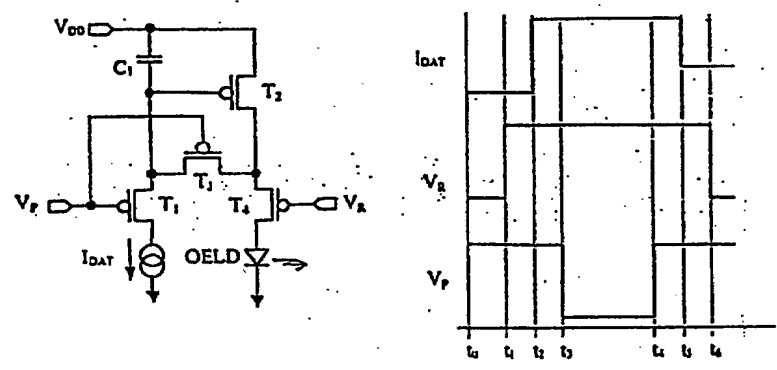 VDD
C1
T2
T3
VP
T1
T4
VR
IDAT
OELD
IDAT
VR
VP
t0 t1 t2 t3 t4 t5 t6